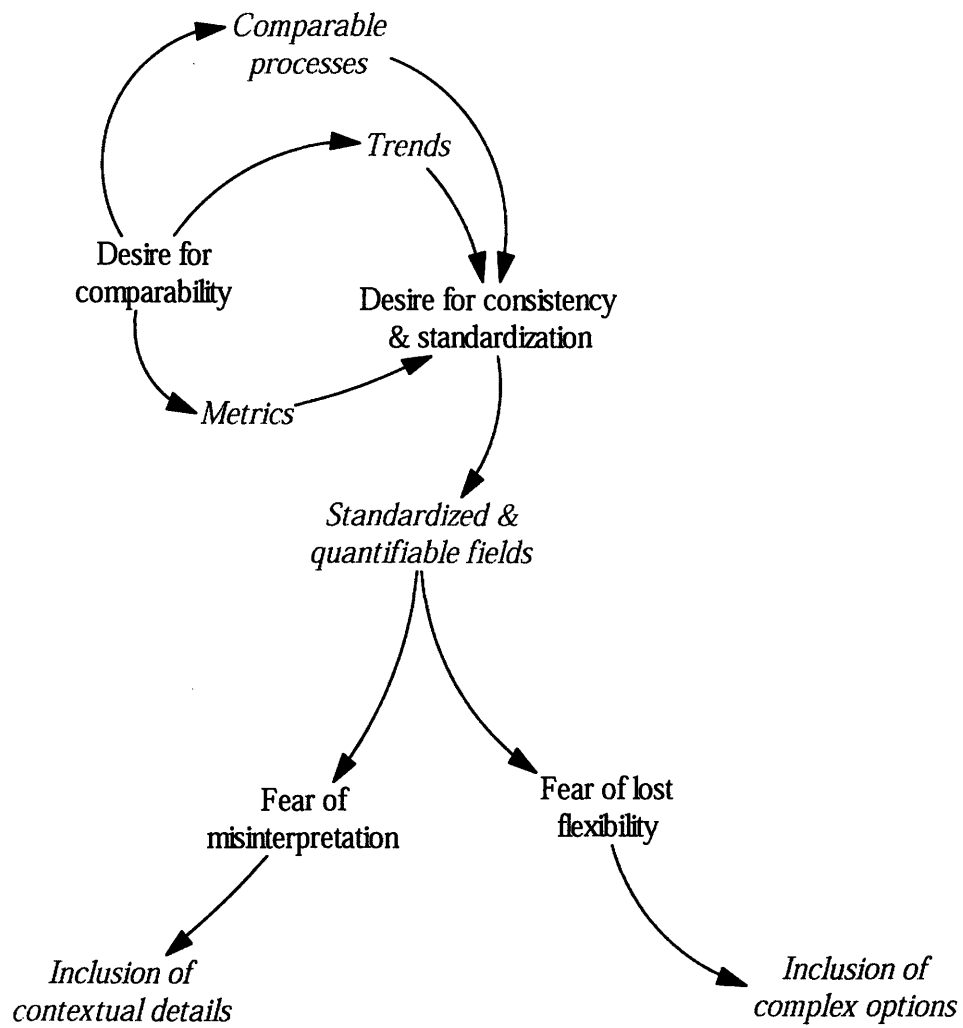 Comparable
processes
Trends
Desire for
comparability
Desire for consistency
& standardization
Metrics
Standardized &
quantifiable fields
Fear of
misinterpretation
Fear of lost
flexibility
Inclusion of
contextual details
Inclusion of
complex options